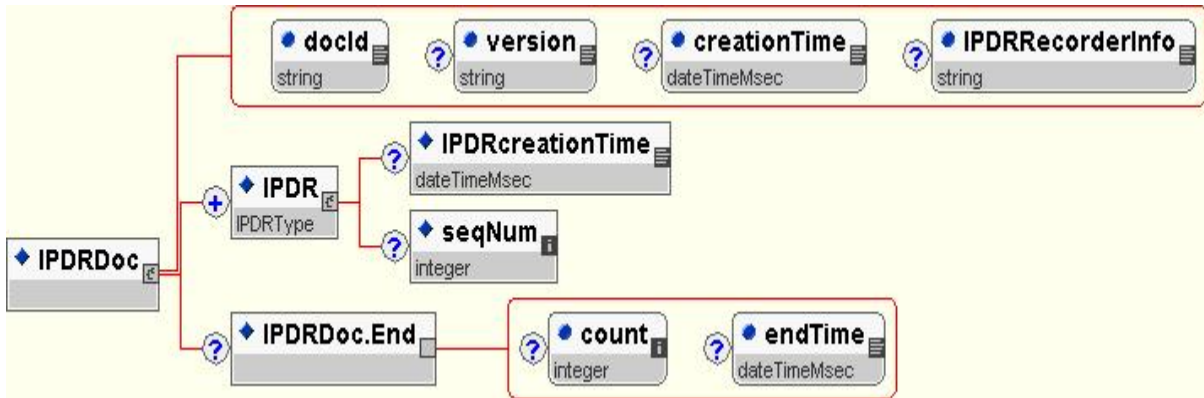 docId
string
? version
string
? creationTime
dateTimeMsec
? IPDRRecorderInfo
string
? IPDRcreationTime
dateTimeMsec
+ IPDR
IPDRType
? seqNum
integer
IPDRDoc
? IPDRDoc.End
? count
integer
? endTime
dateTimeMsec